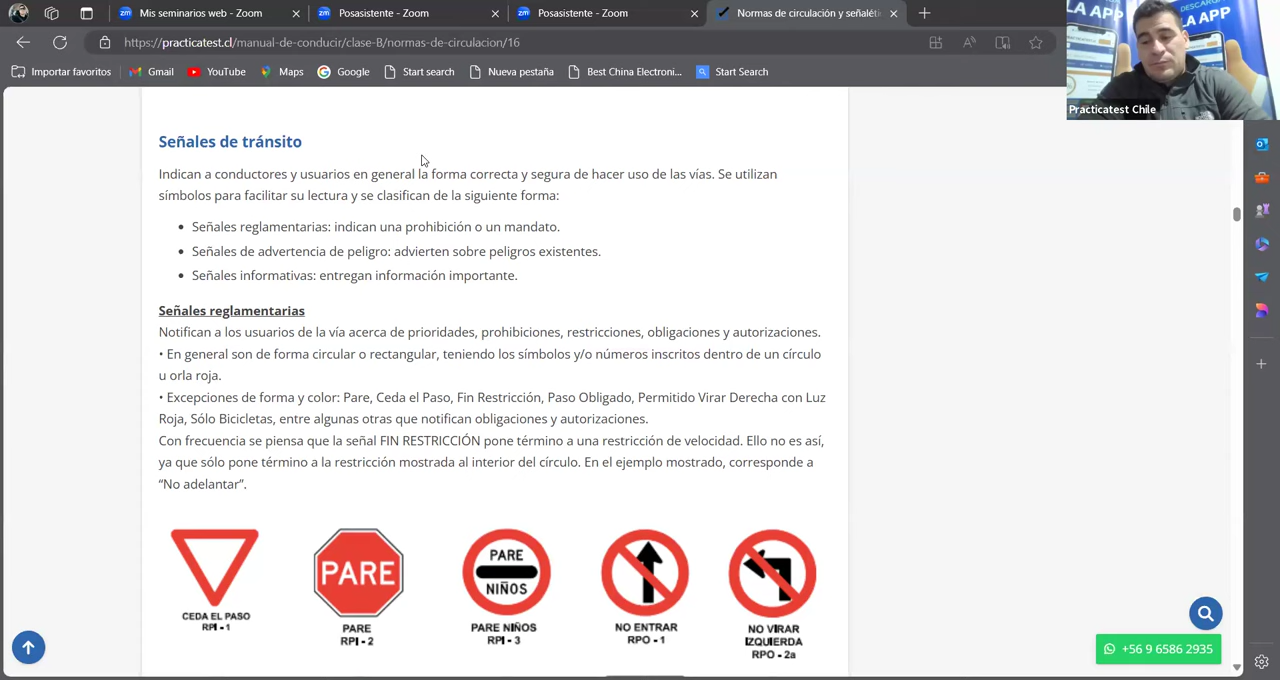 Mis seminarios web - Zoom
Posasistente - Zoom
Posasistente - Zoom
Normas de circulación y señaléti
https://practicatest.cl/manual-de-conducir/clase-B/normas-de-circulacion/16
Importar favoritos
Gmail
YouTube
Maps
Google
Start search
Nueva pestaña
Best China Electroni...
Start Search
LA APP
DESCARG
LA APP
Practicatest Chile
Señales de tránsito
Indican a conductores y usuarios en general la forma correcta y segura de hacer uso de las vías. Se utilizan
símbolos para facilitar su lectura y se clasifican de la siguiente forma:
• Señales reglamentarias: indican una prohibición o un mandato.
• Señales de advertencia de peligro: advierten sobre peligros existentes.
• Señales informativas: entregan información importante.
Señales reglamentarias
Notifican a los usuarios de la vía acerca de prioridades, prohibiciones, restricciones, obligaciones y autorizaciones.
• En general son de forma circular o rectangular, teniendo los símbolos y/o números inscritos dentro de un círculo
u orla roja.
• Excepciones de forma y color: Pare, Ceda el Paso, Fin Restricción, Paso Obligado, Permitido Virar Derecha con Luz
Roja, Sólo Bicicletas, entre algunas otras que notifican obligaciones y autorizaciones.
Con frecuencia se piensa que la señal FIN RESTRICCIÓN pone término a una restricción de velocidad. Ello no es así,
ya que sólo pone término a la restricción mostrada al interior del círculo. En el ejemplo mostrado, corresponde a
“No adelantar”.
CEDA EL PASO
RPI - 1
PARE
PARE
RPI - 2
PARE
NIÑOS
PARE NIÑOS
RPI - 3
NO ENTRAR
RPO - 1
NO VIRAR
IZQUIERDA
RPO - 2a
+56 9 6586 2935